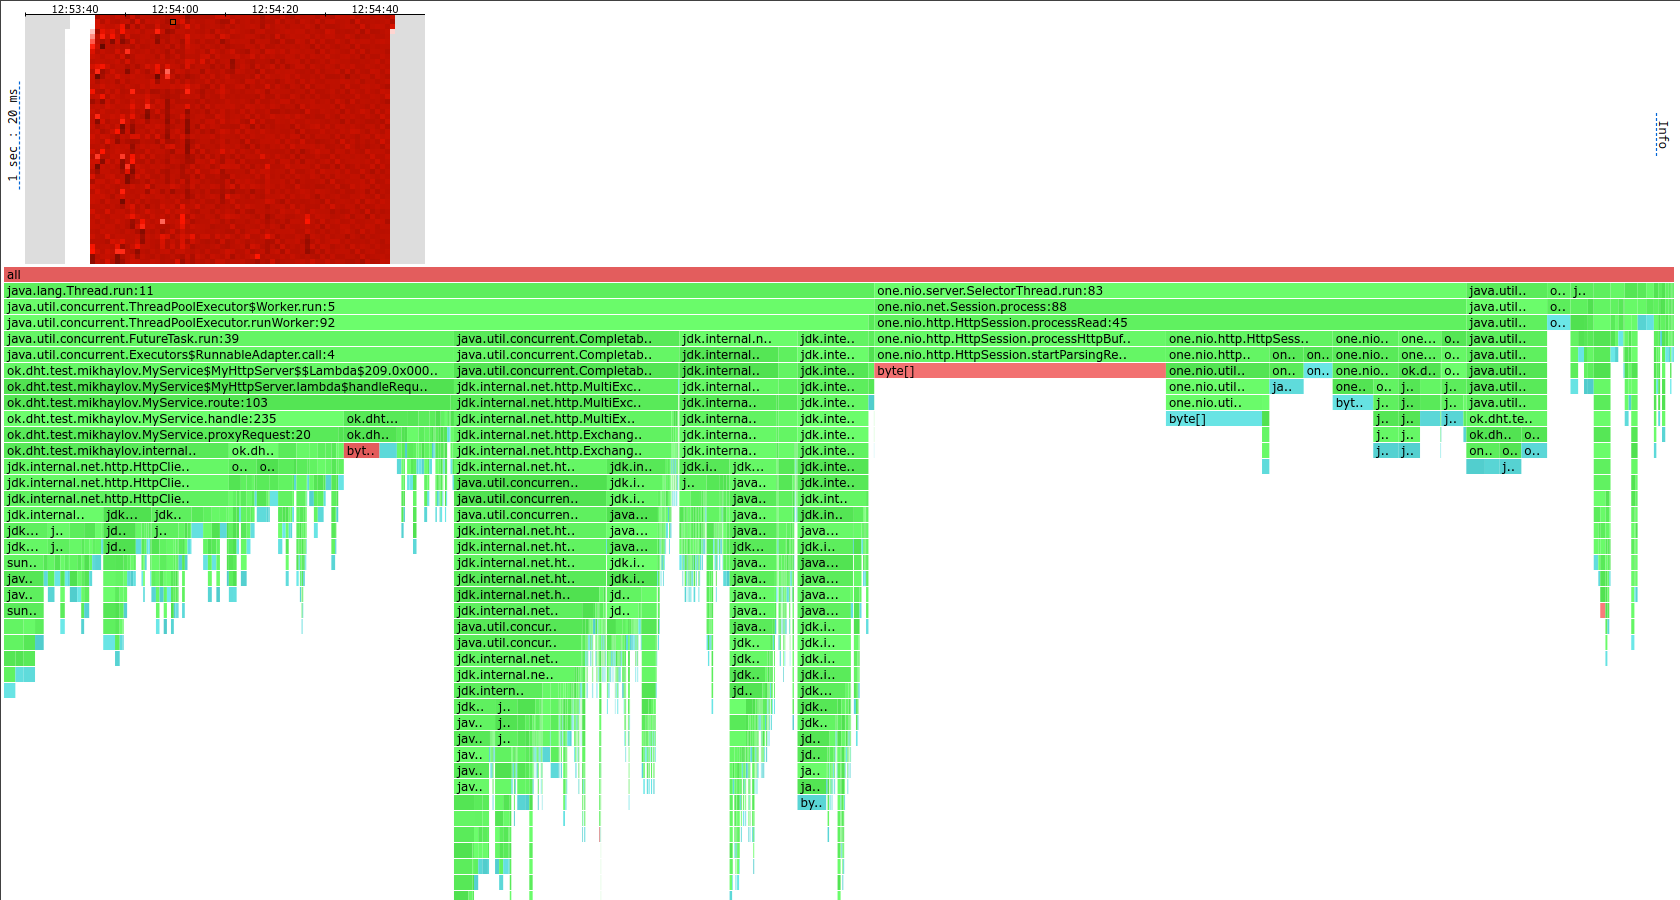 12:53:40 12:54:00 12:54:20 12:54:40
1 sec : 20 ms
Info
all
java.lang.Thread.run:11 one.nio.server.SelectorThread.run:83 java.util.. o.. j..
java.util.concurrent.ThreadPoolExecutor$Worker.run:5 one.nio.net.Session.process:88 java.util.. o..
java.util.concurrent.ThreadPoolExecutor.runWorker:92 one.nio.http.HttpSession.processRead:45 java.util.. o..
java.util.concurrent.FutureTask.run:39 java.util.concurrent.Completab.. jdk.internal.n.. jdk.inte.. one.nio.http.HttpSession.processHttpBuf.. one.nio.http.HttpSess.. one.nio.. one... o.. java.util..
java.util.concurrent.Executors$RunnableAdapter.call:4 java.util.concurrent.Completab.. jdk.internal.. jdk.inte.. one.nio.http.HttpSession.startParsingRe.. one.nio.http.. on.. on.. one.nio.. one... o.. java.util..
ok.dht.test.mikhaylov.MyService$MyHttpServer$$Lambda$209.0x000.. java.util.concurrent.Completab.. jdk.internal.. jdk.inte.. byte[] one.nio.util.. on.. on.. one.nio.. ok.d.. j.. java.util..
ok.dht.test.mikhaylov.MyService$MyHttpServer.lambda$handleRequ.. jdk.internal.net.http.MultiExc.. jdk.internal.. jdk.inte.. one.nio.util.. ja.. one.. o.. j.. j.. java.util..
ok.dht.test.mikhaylov.MyService.route:103 jdk.internal.net.http.MultiExc.. jdk.interna.. jdk.inte.. one.nio.uti.. byt.. j.. j.. j.. java.util..
ok.dht.test.mikhaylov.MyService.handle:235 ok.dht... jdk.internal.net.http.MultiEx.. jdk.interna.. jdk.inte.. byte[] j.. j.. j.. ok.dht.te..
ok.dht.test.mikhaylov.MyService.proxyRequest:20 ok.dh.. jdk.internal.net.http.Exchang.. jdk.interna.. jdk.inte.. j.. j.. ok.dh.. o..
ok.dht.test.mikhaylov.internal.. ok.dh.. byt.. jdk.internal.net.http.Exchang.. jdk.interna.. jdk.inte.. j.. j.. on.. o.. o..
jdk.internal.net.http.HttpClie.. o.. o.. jdk.internal.net.ht.. jdk.in.. jdk.i.. jdk... jdk.inte.. j..
jdk.internal.net.http.HttpClie.. java.util.concurren.. jdk.i.. j.. java.. jdk.inte..
jdk.internal.net.http.HttpClie.. java.util.concurren.. jdk.i.. java.. jdk.int..
jdk.internal.. jdk... jdk.. java.util.concurren.. java... java.. jdk.in..
jdk... j.. jd.. j.. jdk.internal.net.ht.. java... java.. java...
jdk... j.. jd.. jdk.internal.net.ht.. java... jdk... jdk.i..
sun.. jdk.internal.net.ht.. jdk.i.. java.. java...
jav.. jdk.internal.net.ht.. jdk.i.. java.. java...
jav.. jdk.internal.net.h.. jd.. java.. java...
sun.. jdk.internal.net.. jd.. java.. java...
java.util.concur.. java.. jdk.i..
java.util.concur.. jdk.. jdk.i..
jdk.internal.net.. jdk.. jdk.i..
jdk.internal.ne.. jdk.. jdk.i..
jdk.intern.. jd.. jdk...
jdk.. j.. jdk..
jav.. j.. jdk..
jav.. j.. jd..
jav.. jd..
jav.. ja..
jav.. ja..
by..